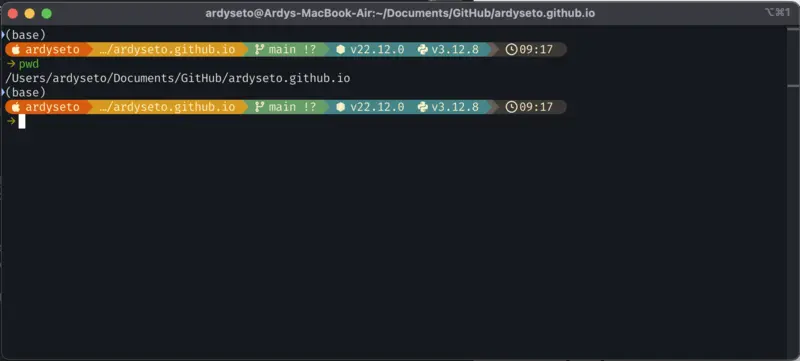 ardyseto@Ardys-MacBook-Air:~/Documents/GitHub/ardyseto.github.io ⌥⌘1
(base)
ardyseto …/ardyseto.github.io main !? v22.12.0 v3.12.8 09:17
→ pwd
/Users/ardyseto/Documents/GitHub/ardyseto.github.io
(base)
ardyseto …/ardyseto.github.io main !? v22.12.0 v3.12.8 09:17
→